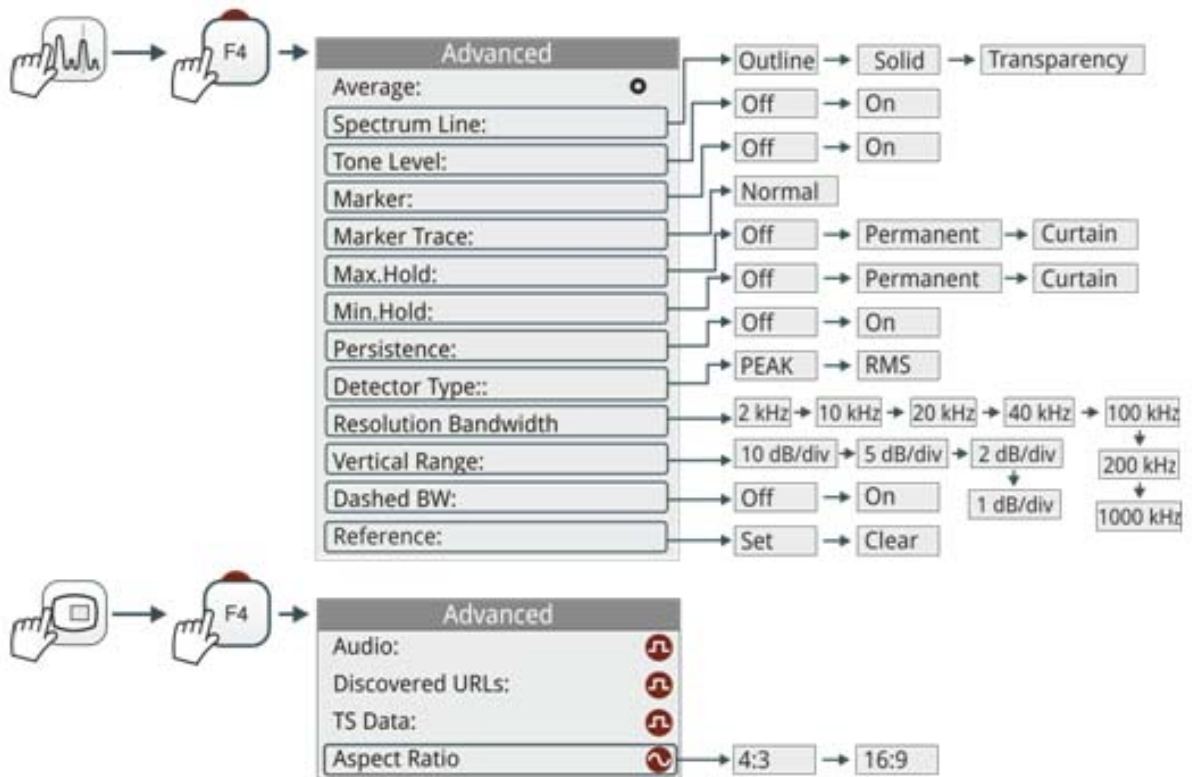 F4
Advanced
Average:
Spectrum Line: Outline Solid Transparency
Tone Level: Off On
Marker: Off On
Marker Trace: Normal
Max.Hold: Off Permanent Curtain
Min.Hold: Off Permanent Curtain
Persistence: Off On
Detector Type:: PEAK RMS
Resolution Bandwidth 2 kHz 10 kHz 20 kHz 40 kHz 100 kHz
200 kHz
1000 kHz
Vertical Range: 10 dB/div 5 dB/div 2 dB/div
1 dB/div
Dashed BW: Off On
Reference: Set Clear
F4
Advanced
Audio:
Discovered URLs:
TS Data:
Aspect Ratio 4:3 16:9